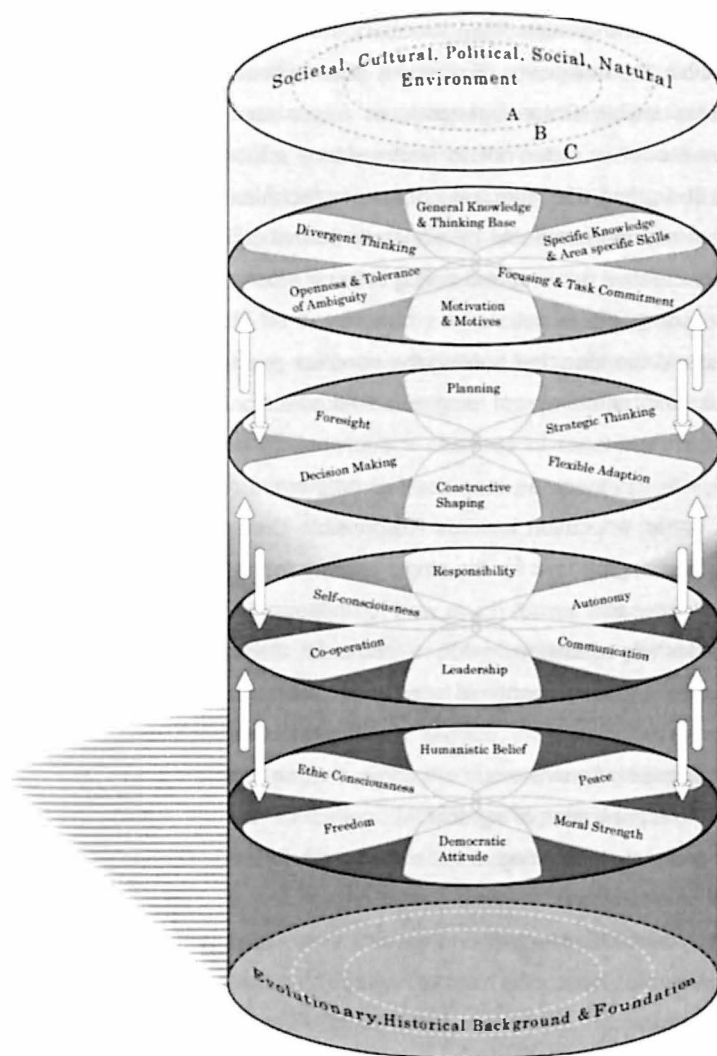 Societal, Cultural, Political, Social, Natural
Environment
A
B
C
General Knowledge
& Thinking Base
Divergent Thinking
Specific Knowledge
& Area specific Skills
Openness & Tolerance
of Ambiguity
Focusing & Task Commitment
Motivation
& Motives
Planning
Foresight
Strategic Thinking
Decision Making
Flexible Adaption
Constructive
Shaping
Responsibility
Self-consciousness
Autonomy
Co-operation
Communication
Leadership
Humanistic Belief
Ethic Consciousness
Peace
Freedom
Moral Strength
Democratic
Attitude
Evolutionary,Historical Background & Foundation